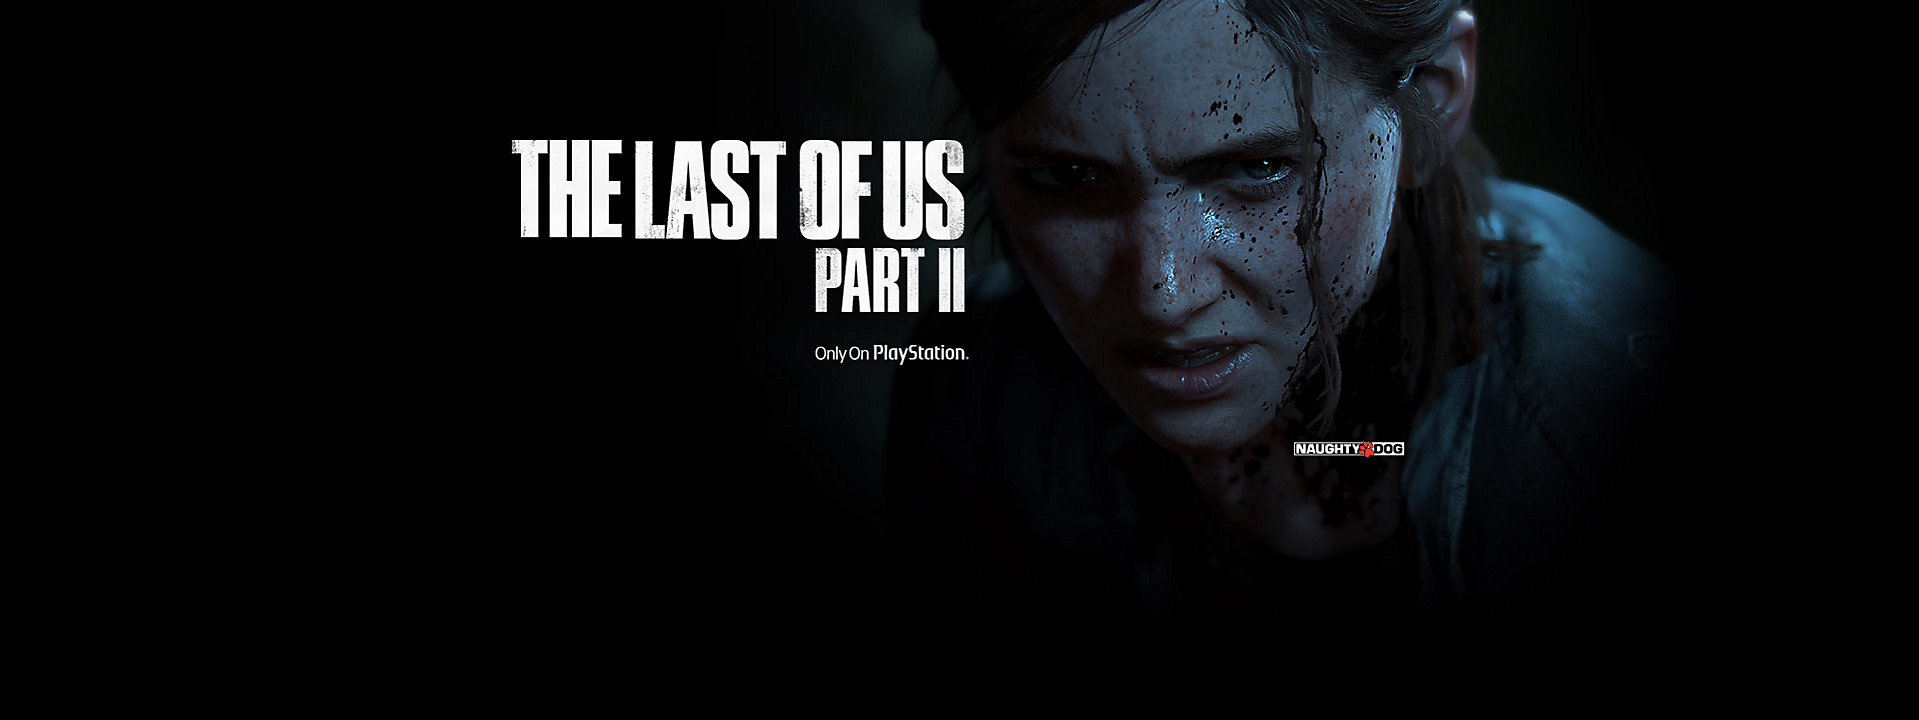 THE LAST OF US
PART II
Only On PlayStation.
NAUGHTY DOG